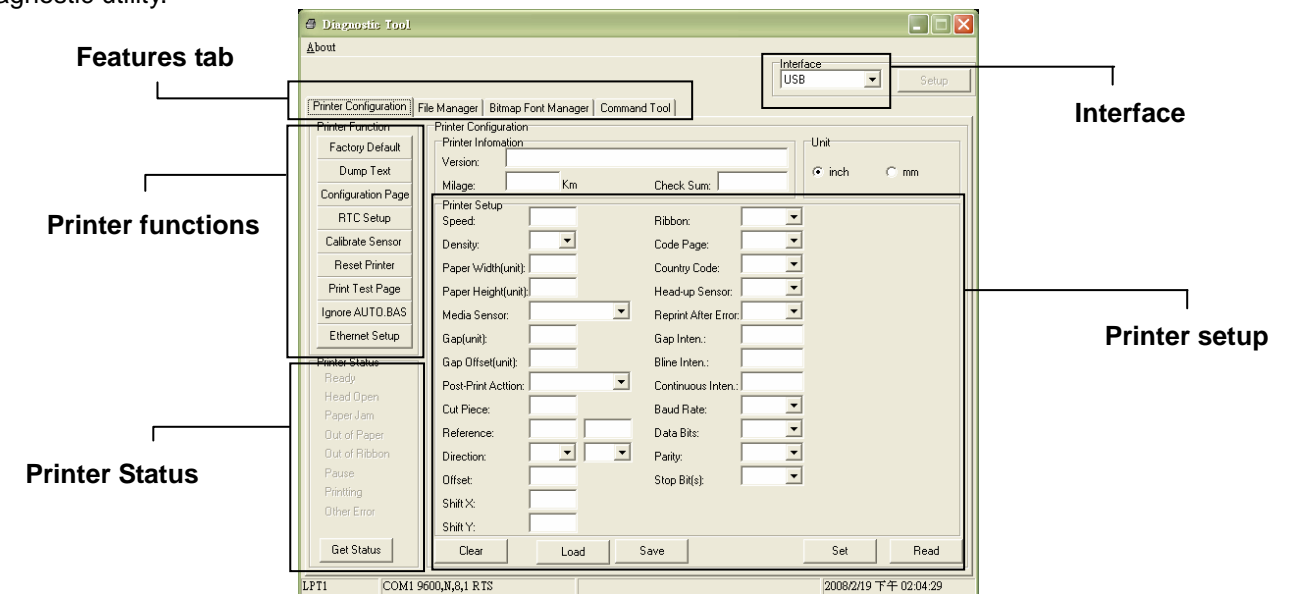 agnostic utility.
Diagnostic Tool
About
Features tab
Interface
USB
Setup
Interface
Printer Configuration File Manager Bitmap Font Manager Command Tool
Printer Function
Factory Default
Dump Text
Configuration Page
RTC Setup
Calibrate Sensor
Reset Printer
Print Test Page
Ignore AUTO.BAS
Ethernet Setup
Printer functions
Printer Configuration
Printer Infomation
Version:
Milage: Km Check Sum:
Unit
inch mm
Printer Setup
Speed: Ribbon:
Density: Code Page:
Paper Width(unit): Country Code:
Paper Height(unit): Head-up Sensor:
Media Sensor: Reprint After Error:
Gap(unit): Gap Inten.:
Gap Offset(unit): Bline Inten.:
Post-Print Acttion: Continuous Inten.:
Cut Piece: Baud Rate:
Reference: Data Bits:
Direction: Parity:
Offset: Stop Bit(s):
Shift X:
Shift Y:
Clear Load Save Set Read
Printer setup
Printer Status
Ready
Head Open
Paper Jam
Out of Paper
Out of Ribbon
Pause
Printting
Other Error
Get Status
Printer Status
LPT1 COM1 9600,N,8,1 RTS 2008/2/19 下午 02:04:29